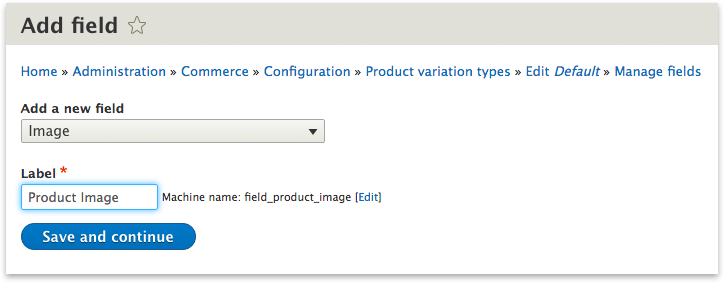 Add field
Home » Administration » Commerce » Configuration » Product variation types » Edit Default » Manage fields
Add a new field
Image
Label *
Product Image Machine name: field_product_image [Edit]
Save and continue